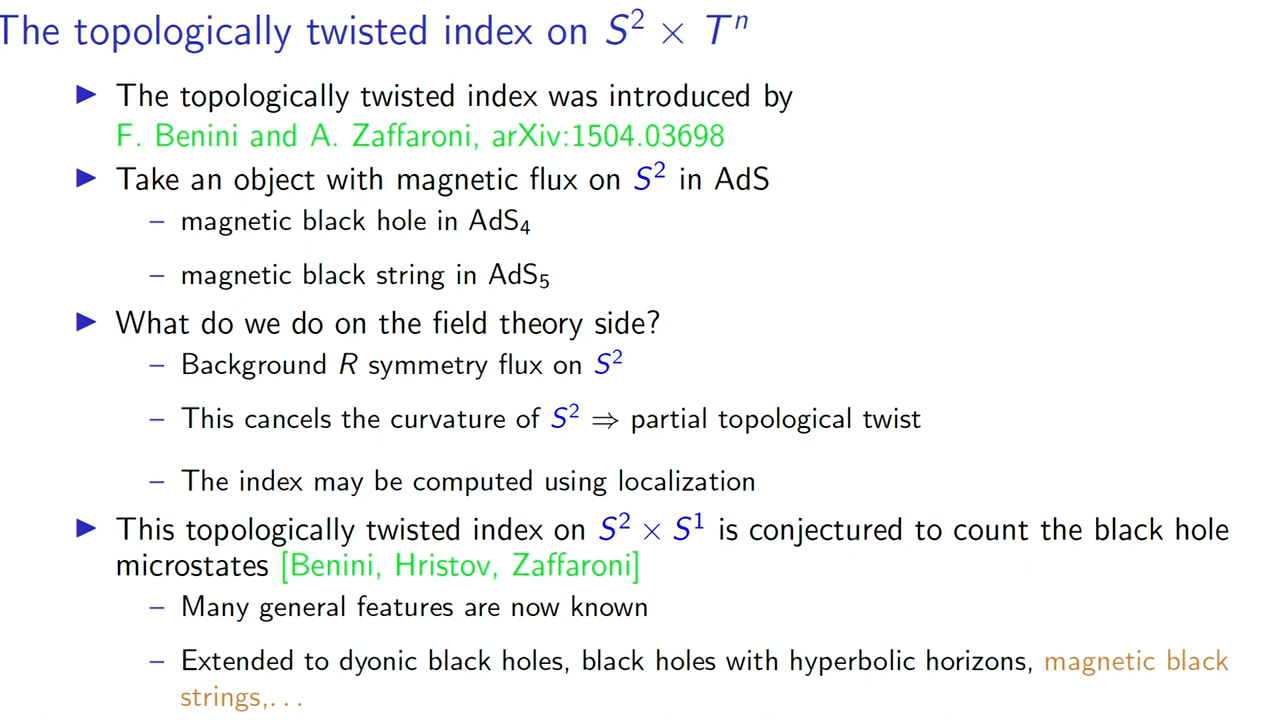 The topologically twisted index on S² × Tⁿ
▶ The topologically twisted index was introduced by
F. Benini and A. Zaffaroni, arXiv:1504.03698
▶ Take an object with magnetic flux on S² in AdS
– magnetic black hole in AdS₄
– magnetic black string in AdS₅
▶ What do we do on the field theory side?
– Background R symmetry flux on S²
– This cancels the curvature of S² ⇒ partial topological twist
– The index may be computed using localization
▶ This topologically twisted index on S² × S¹ is conjectured to count the black hole
microstates [Benini, Hristov, Zaffaroni]
– Many general features are now known
– Extended to dyonic black holes, black holes with hyperbolic horizons, magnetic black
strings,...